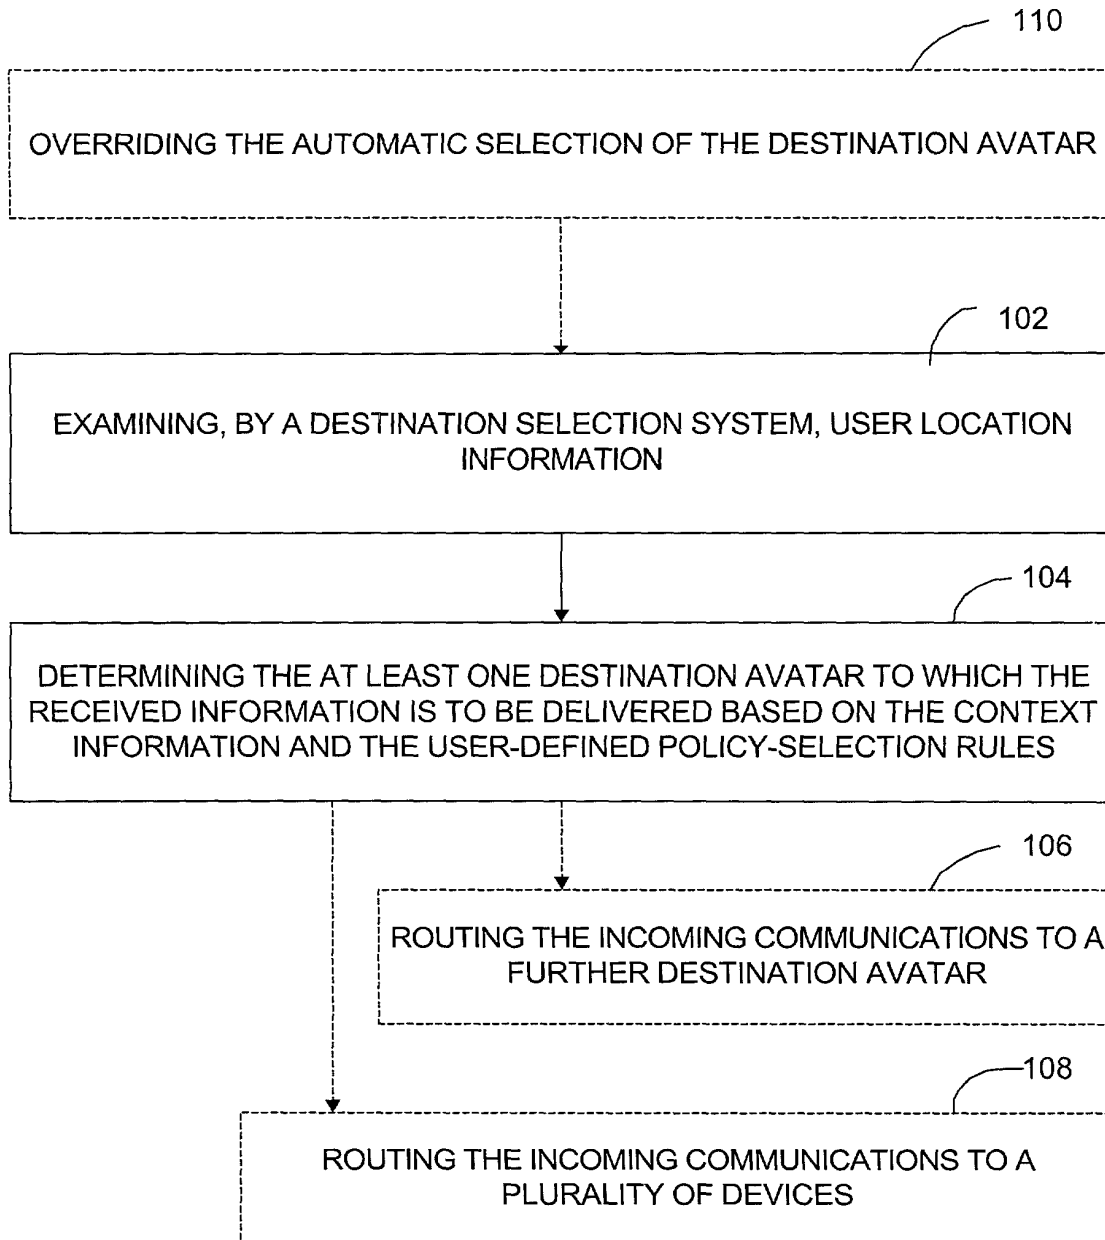 110
OVERRIDING THE AUTOMATIC SELECTION OF THE DESTINATION AVATAR
102
EXAMINING, BY A DESTINATION SELECTION SYSTEM, USER LOCATION
INFORMATION
104
DETERMINING THE AT LEAST ONE DESTINATION AVATAR TO WHICH THE
RECEIVED INFORMATION IS TO BE DELIVERED BASED ON THE CONTEXT
INFORMATION AND THE USER-DEFINED POLICY-SELECTION RULES
106
ROUTING THE INCOMING COMMUNICATIONS TO A
FURTHER DESTINATION AVATAR
108
ROUTING THE INCOMING COMMUNICATIONS TO A
PLURALITY OF DEVICES